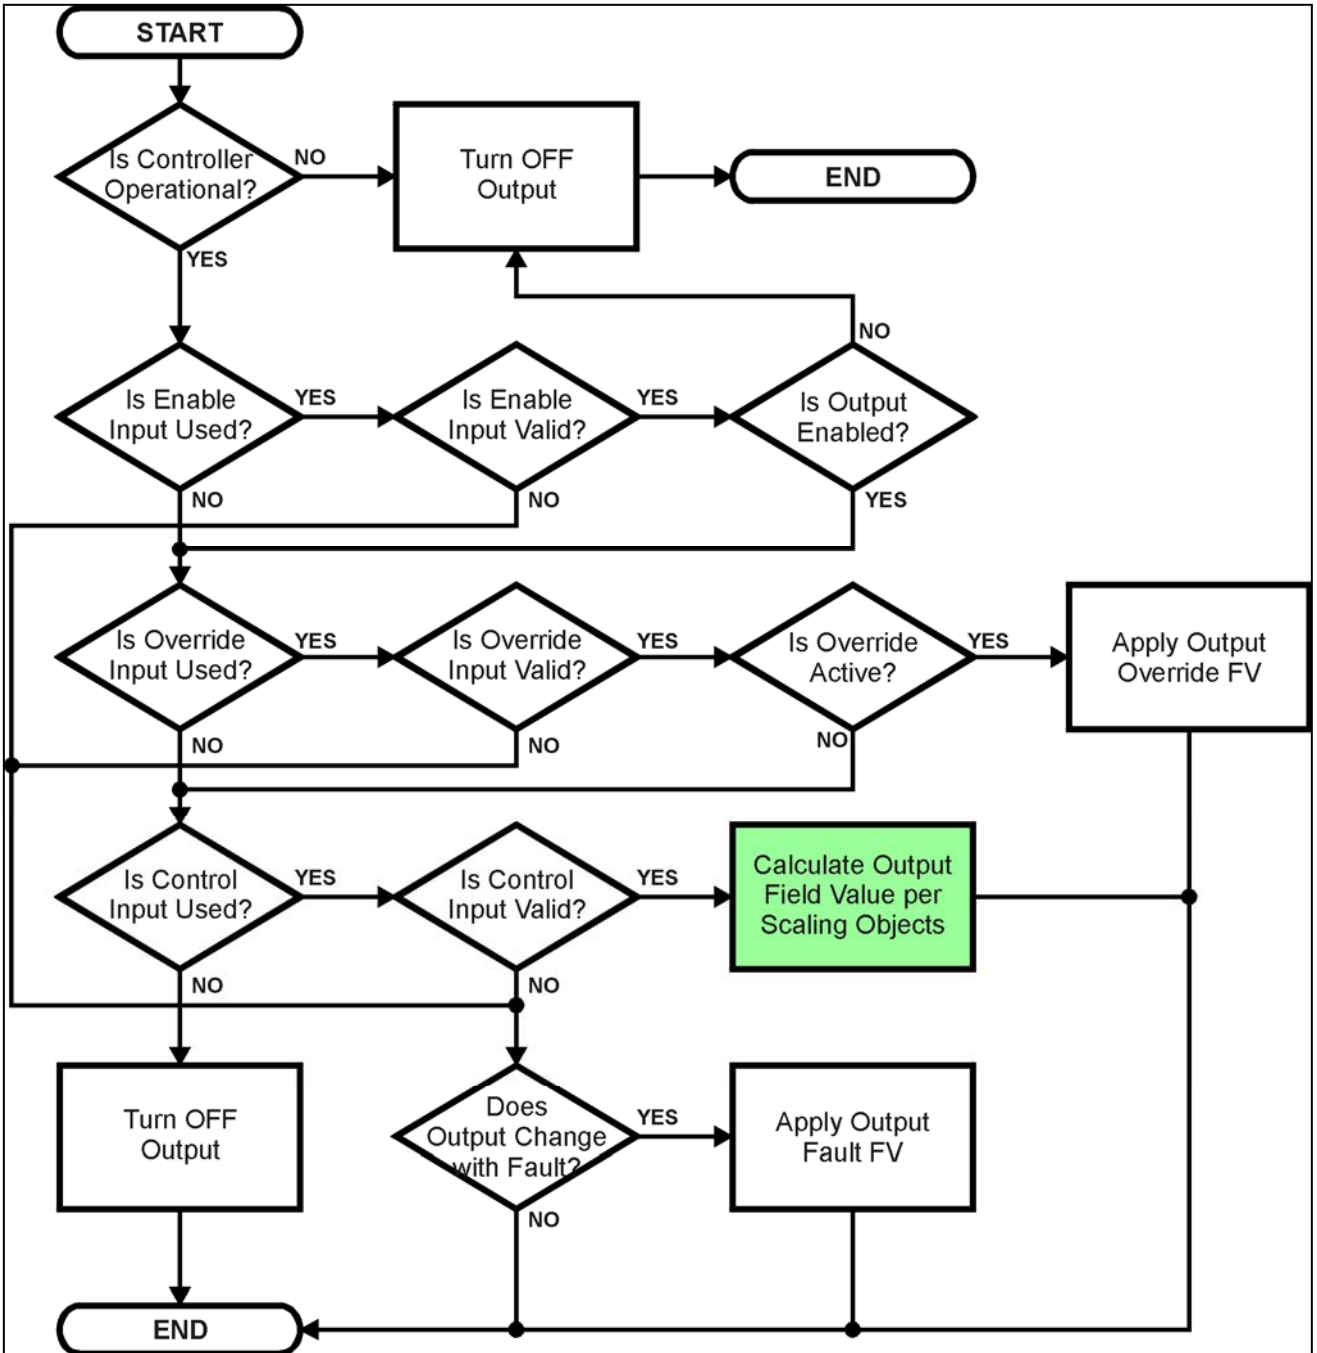 START
Is Controller
Operational?
NO
Turn OFF
Output
END
YES
NO
Is Enable
Input Used?
YES
Is Enable
Input Valid?
YES
Is Output
Enabled?
NO
NO
YES
Is Override
Input Used?
YES
Is Override
Input Valid?
YES
Is Override
Active?
YES
Apply Output
Override FV
NO
NO
NO
Is Control
Input Used?
YES
Is Control
Input Valid?
YES
Calculate Output
Field Value per
Scaling Objects
NO
NO
Turn OFF
Output
Does
Output Change
with Fault?
YES
Apply Output
Fault FV
NO
END